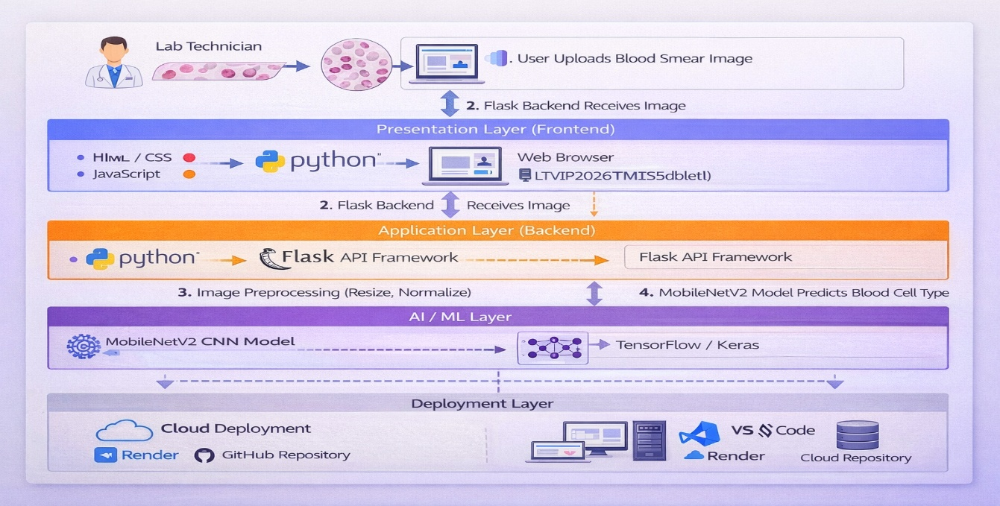 Lab Technician
. User Uploads Blood Smear Image
2. Flask Backend Receives Image
Presentation Layer (Frontend)
HIML / CSS
JavaScript
python
Web Browser
LTVIP2026TMIS5dbletl)
2. Flask Backend Receives Image
Application Layer (Backend)
python
Flask API Framework
Flask API Framework
3. Image Preprocessing (Resize, Normalize)
4. MobileNetV2 Model Predicts Blood Cell Type
AI / ML Layer
MobileNetV2 CNN Model
TensorFlow / Keras
Deployment Layer
Cloud Deployment
Render
GitHub Repository
VS Code
Render
Cloud Repository